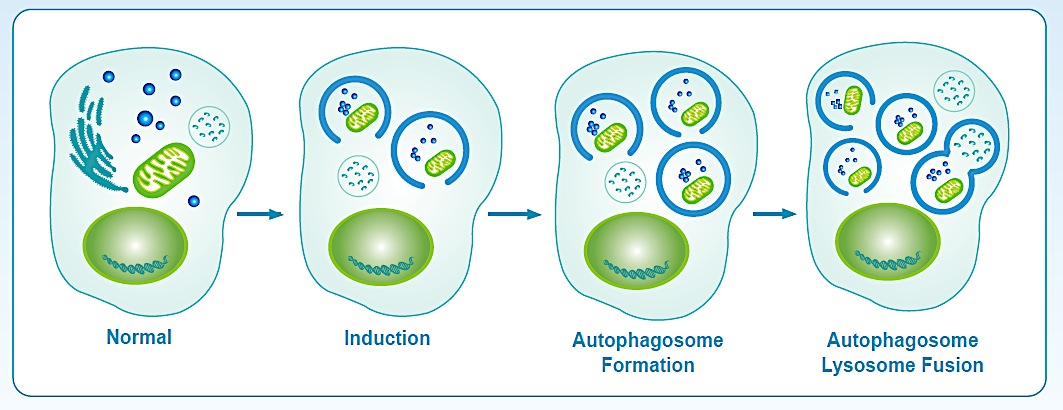 Normal
Induction
Autophagosome
Formation
Autophagosome
Lysosome Fusion